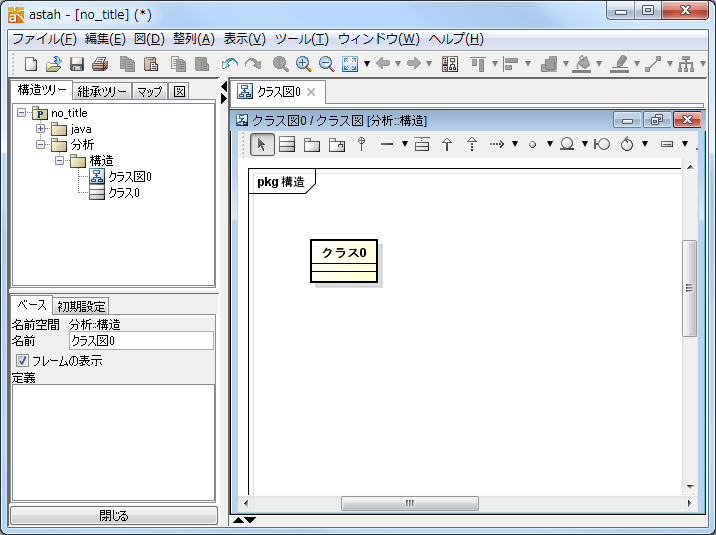 astah - [no_title] (*)
ファイル(F) 編集(E) 図(D) 整列(A) 表示(V) ツール(T) ウィンドウ(W) ヘルプ(H)
構造ツリー 継承ツリー マップ 図
no_title
java
分析
構造
クラス図0
クラス0
ベース 初期設定
名前空間 分析::構造
名前 クラス図0
フレームの表示
定義
閉じる
クラス図0
クラス図0 / クラス図 [分析::構造]
pkg 構造
クラス0